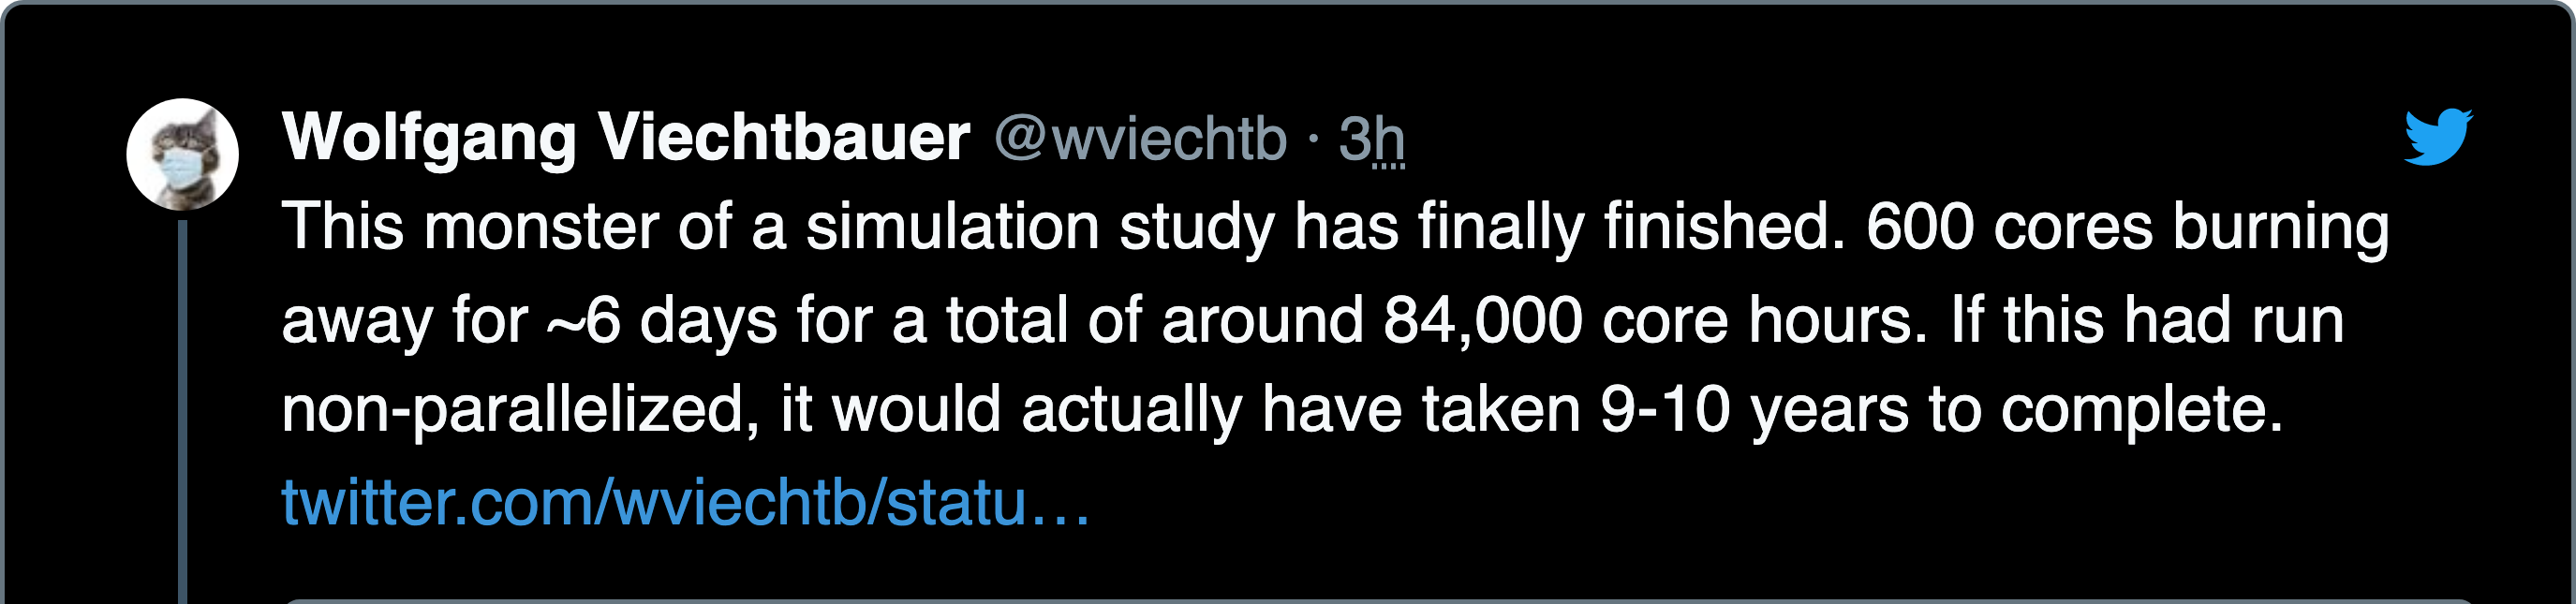 Wolfgang Viechtbauer @wviechtb · 3h
This monster of a simulation study has finally finished. 600 cores burning
away for ~6 days for a total of around 84,000 core hours. If this had run
non-parallelized, it would actually have taken 9-10 years to complete.
twitter.com/wviechtb/statu…